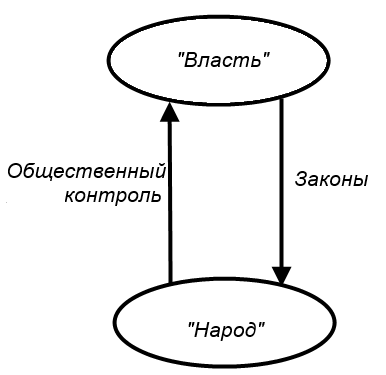 "Власть"
Общественный
контроль
Законы
"Народ"